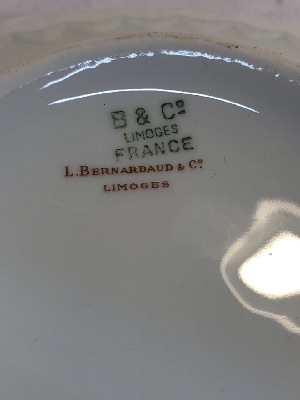 B & Cº
LIMOGES
FRANCE
L. BERNARDAUD & Cº
LIMOGES